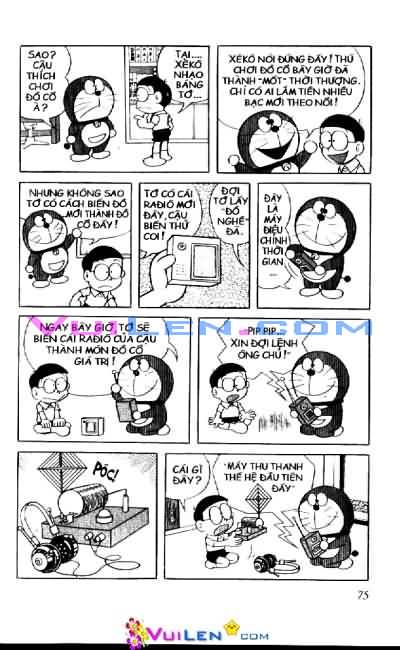 SAO?
CẬU
THÍCH
CHƠI
ĐỒ CỔ
À?
TẠI....
XÊKÔ
NHẠO
BÁNG
TỚ...
XÊKÔ NÓI ĐÚNG ĐẤY! THÚ
CHƠI ĐỒ CỔ BÂY GIỜ ĐÃ
THÀNH "MỐT" THỜI THƯỢNG.
CHỈ CÓ AI LẮM TIỀN NHIỀU
BẠC MỚI THEO NỔI!
NHƯNG KHÔNG SAO
TỚ CÓ CÁCH BIẾN ĐỒ
MỚI THÀNH ĐỒ
CỔ ĐÂY!
TỚ CÓ CÁI
RAĐIÔ MỚI
ĐÂY, CẬU
BIẾN THỬ
COI!
ĐỢI
TỚ LẤY
"ĐỒ
NGHỀ"
ĐÃ.
ĐÂY
LÀ
MÁY
ĐIỀU
CHỈNH
THỜI
GIAN
...
NGAY BÂY GIỜ, TỚ SẼ
BIẾN CÁI RAĐIÔ CỦA CẬU
THÀNH MÓN ĐỒ CỔ
GIÁ TRỊ!
PIP PIP...
XIN ĐỢI LỆNH
ÔNG CHỦ!"
VUILEN.COM
PÓC!
CÁI GÌ
ĐÂY?
"MÁY THU THANH
THẾ HỆ ĐẦU TIÊN
ĐẤY"
75
VUILEN.COM